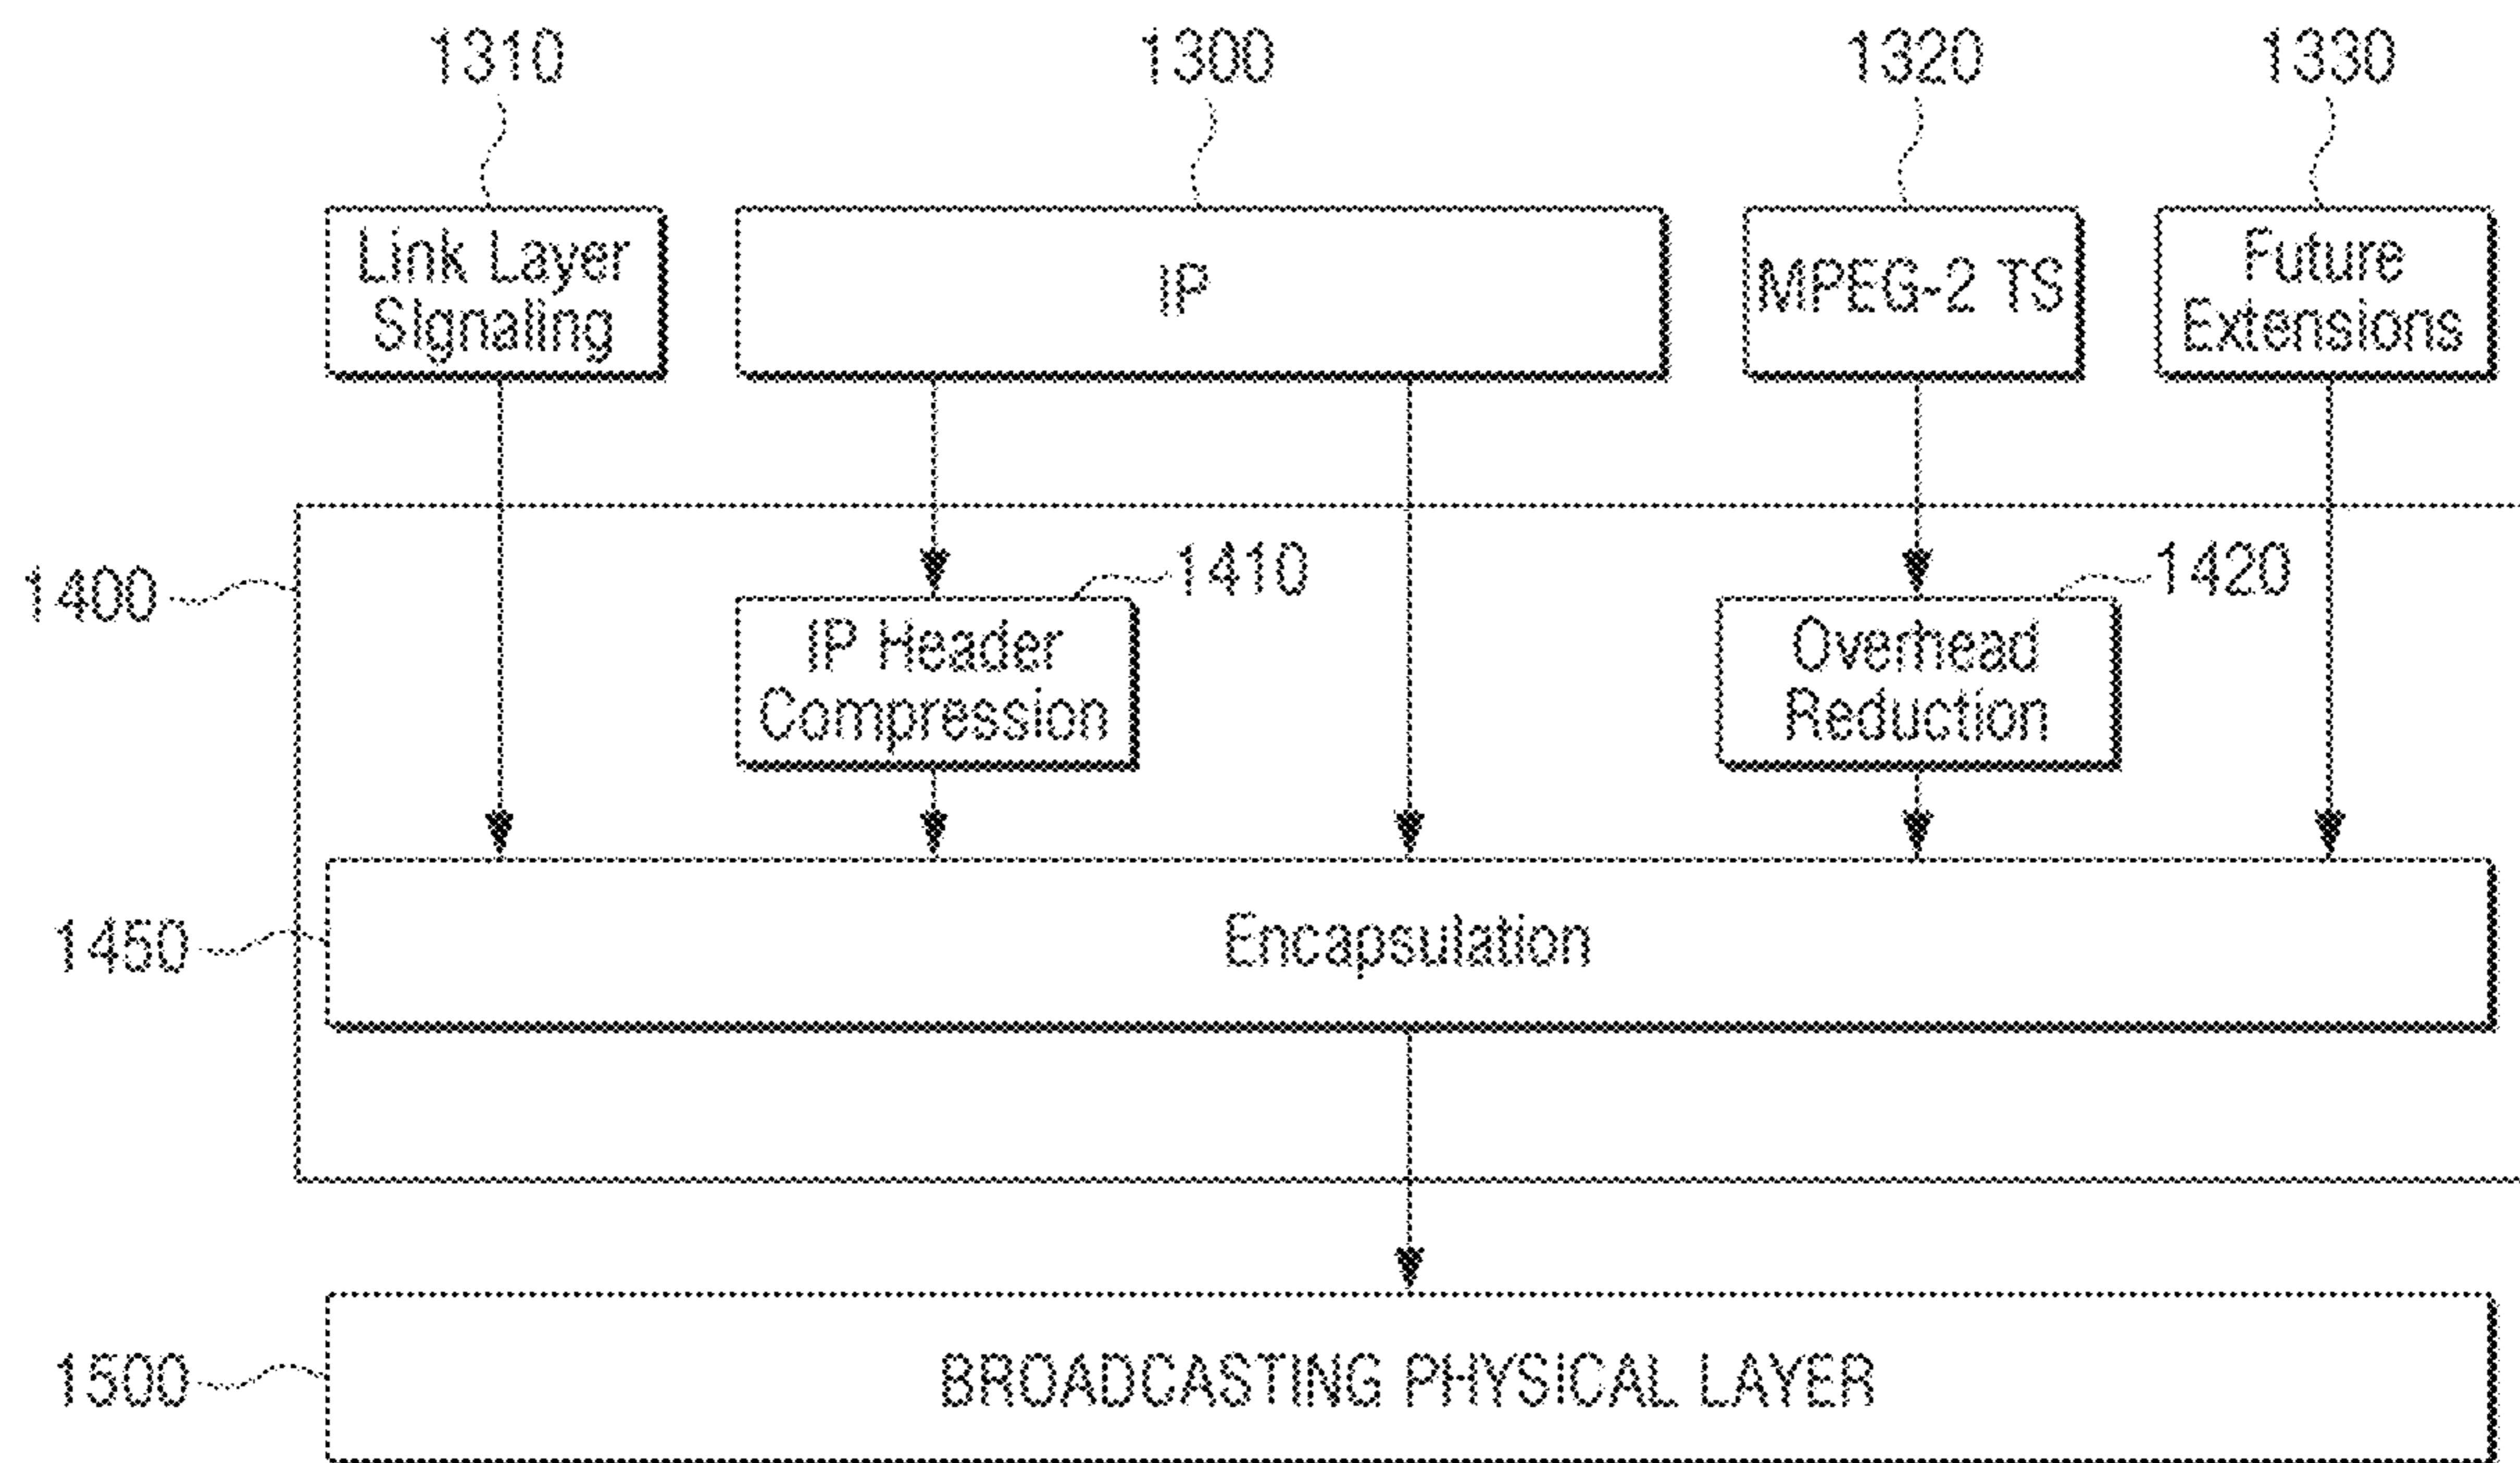 1310
1300
1320
1330
Link Layer
Signaling
IP
MPEG-2 TS
Future
Extensions
1400
1410
1420
IP Header
Compression
Overhead
Reduction
1450
Encapsulation
1500
BROADCASTING PHYSICAL LAYER